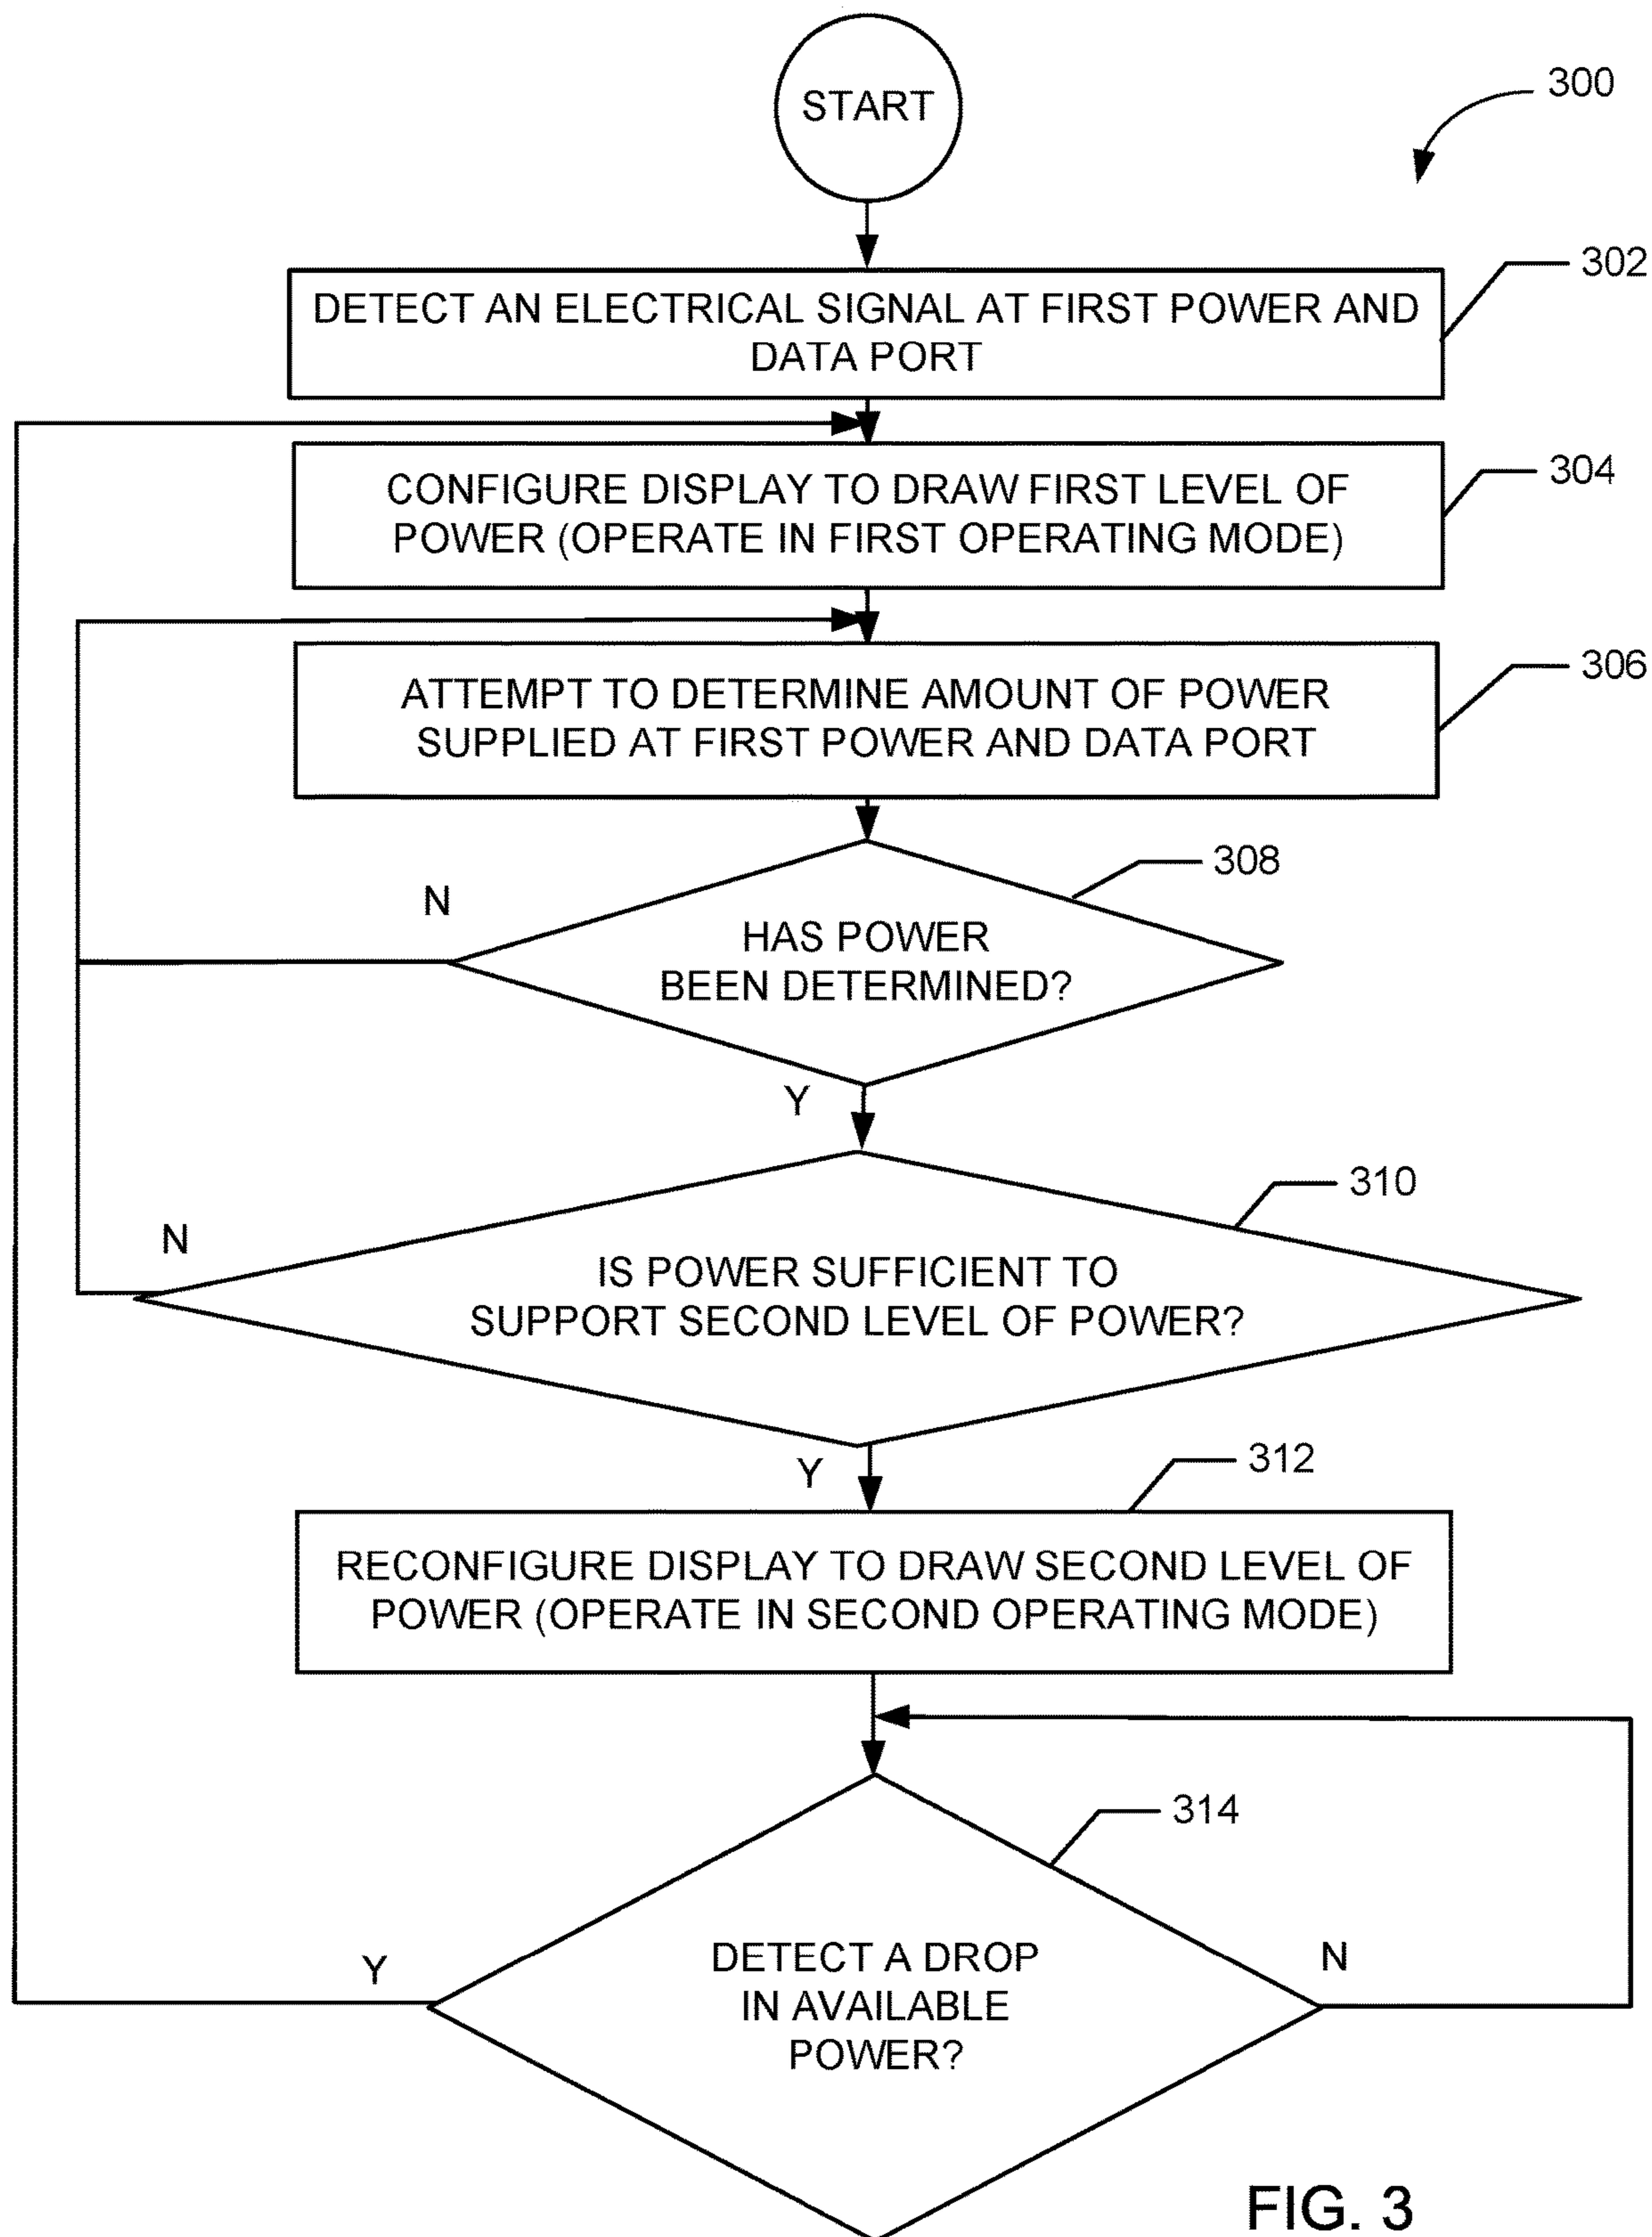 START
300
302
DETECT AN ELECTRICAL SIGNAL AT FIRST POWER AND
DATA PORT
304
CONFIGURE DISPLAY TO DRAW FIRST LEVEL OF
POWER (OPERATE IN FIRST OPERATING MODE)
306
ATTEMPT TO DETERMINE AMOUNT OF POWER
SUPPLIED AT FIRST POWER AND DATA PORT
308
N
HAS POWER
BEEN DETERMINED?
Y
310
N
IS POWER SUFFICIENT TO
SUPPORT SECOND LEVEL OF POWER?
Y
312
RECONFIGURE DISPLAY TO DRAW SECOND LEVEL OF
POWER (OPERATE IN SECOND OPERATING MODE)
314
Y
DETECT A DROP
IN AVAILABLE
POWER?
N
FIG. 3